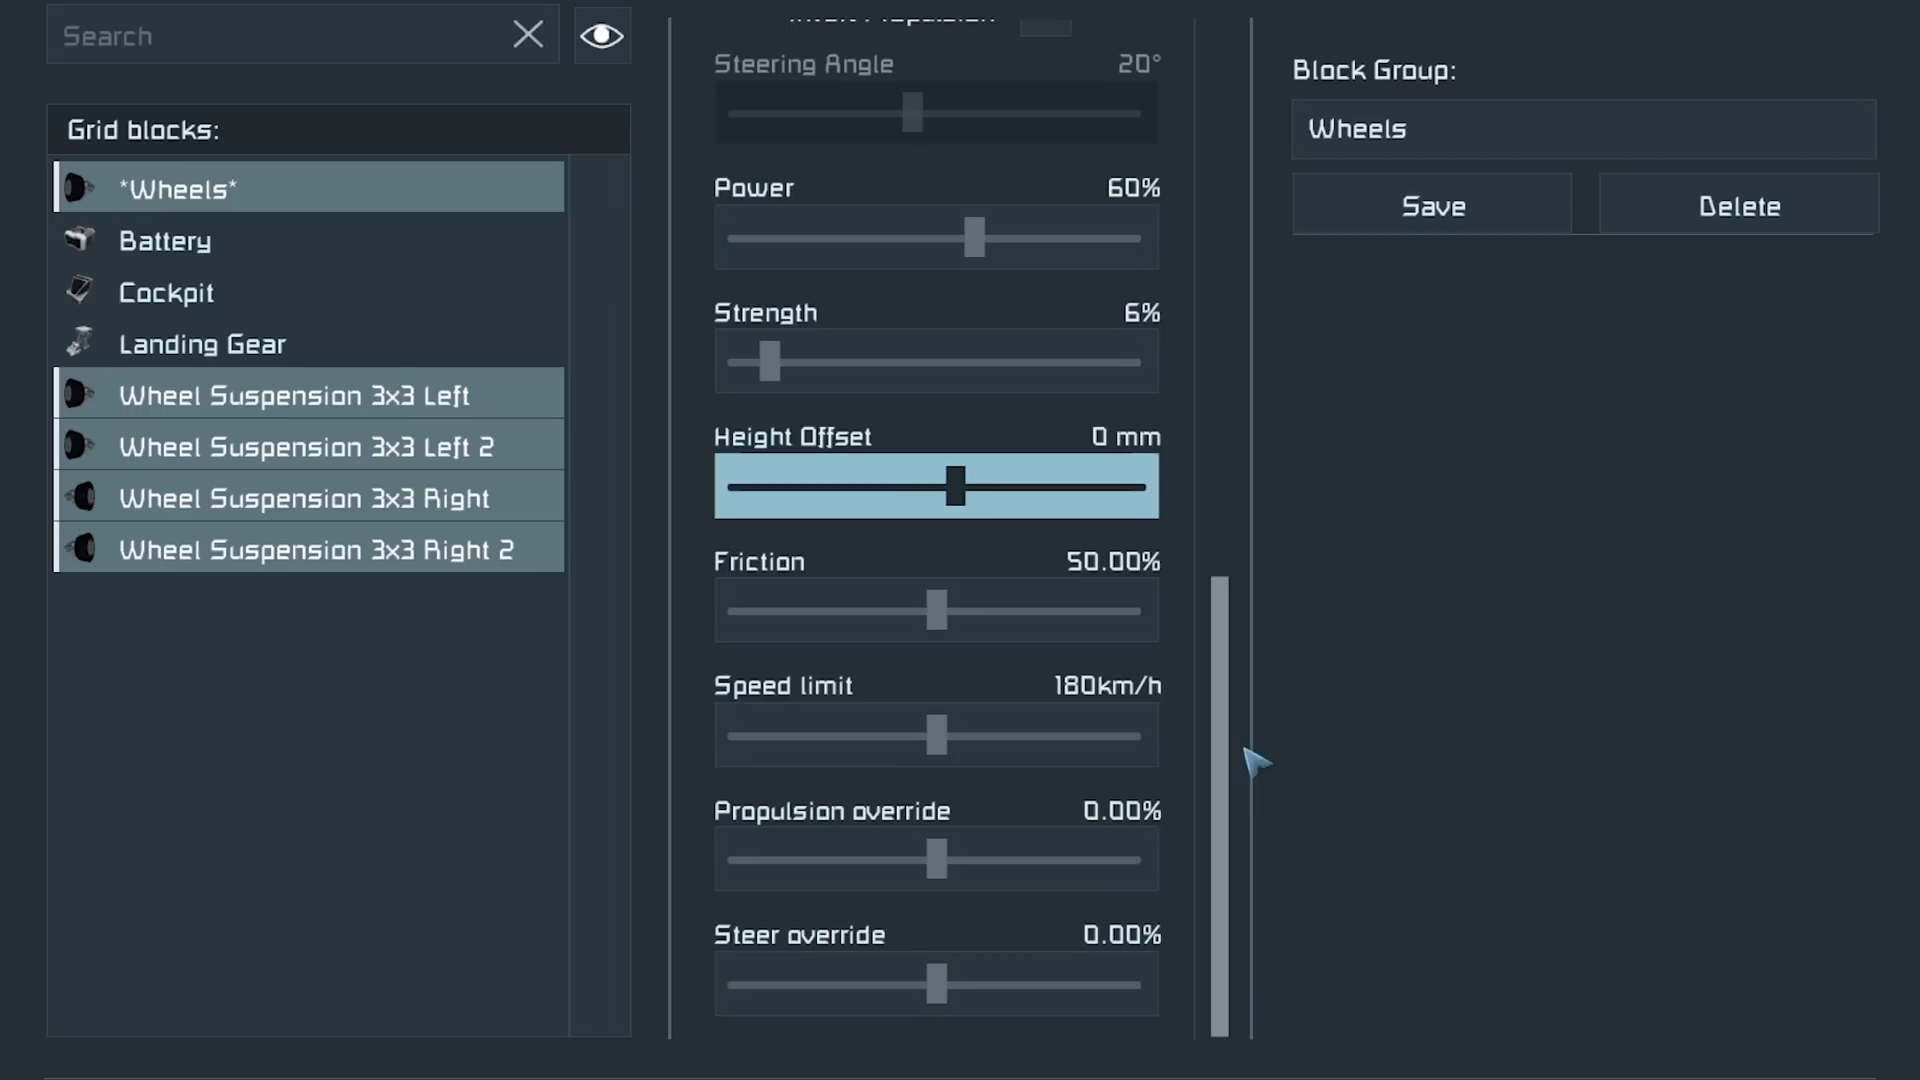 Search
Grid blocks:
*Wheels*
Battery
Cockpit
Landing Gear
Wheel Suspension 3x3 Left
Wheel Suspension 3x3 Left 2
Wheel Suspension 3x3 Right
Wheel Suspension 3x3 Right 2
Steering Angle 20°
Power 60%
Strength 6%
Height Offset 0 mm
Friction 50.00%
Speed limit 180km/h
Propulsion override 0.00%
Steer override 0.00%
Block Group:
Wheels
Save Delete